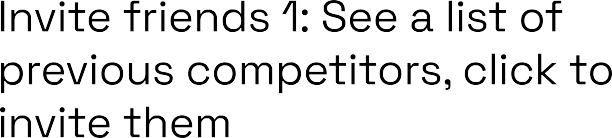 Invite friends 1: See a list of
previous competitors, click to
invite them